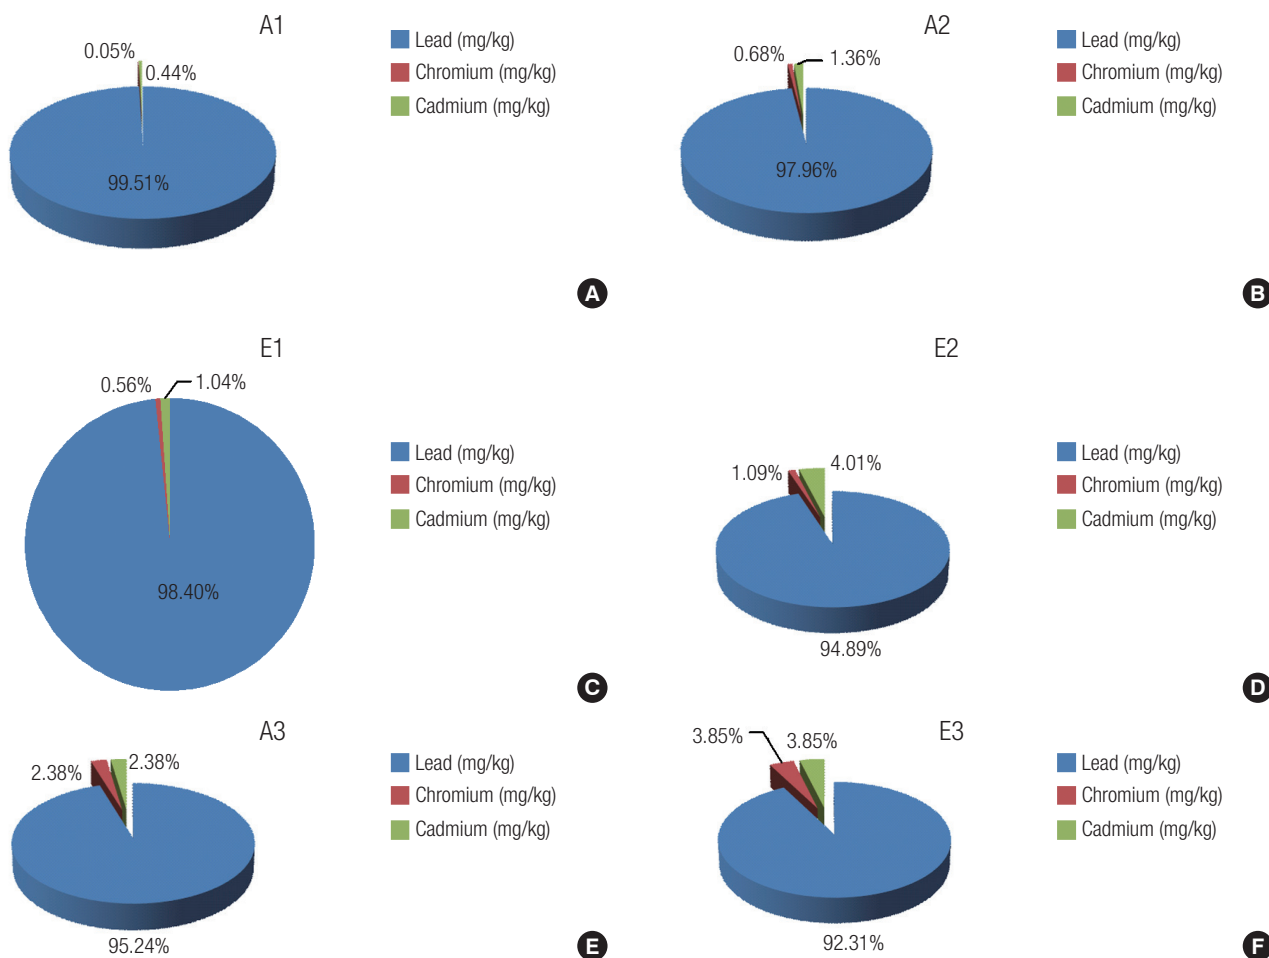 A1
0.05%
0.44%
99.51%
Lead (mg/kg)
Chromium (mg/kg)
Cadmium (mg/kg)
A
A2
0.68%
1.36%
97.96%
Lead (mg/kg)
Chromium (mg/kg)
Cadmium (mg/kg)
B
E1
0.56%
1.04%
98.40%
Lead (mg/kg)
Chromium (mg/kg)
Cadmium (mg/kg)
C
E2
1.09%
4.01%
94.89%
Lead (mg/kg)
Chromium (mg/kg)
Cadmium (mg/kg)
D
A3
2.38%
2.38%
95.24%
Lead (mg/kg)
Chromium (mg/kg)
Cadmium (mg/kg)
E
E3
3.85%
3.85%
92.31%
Lead (mg/kg)
Chromium (mg/kg)
Cadmium (mg/kg)
F